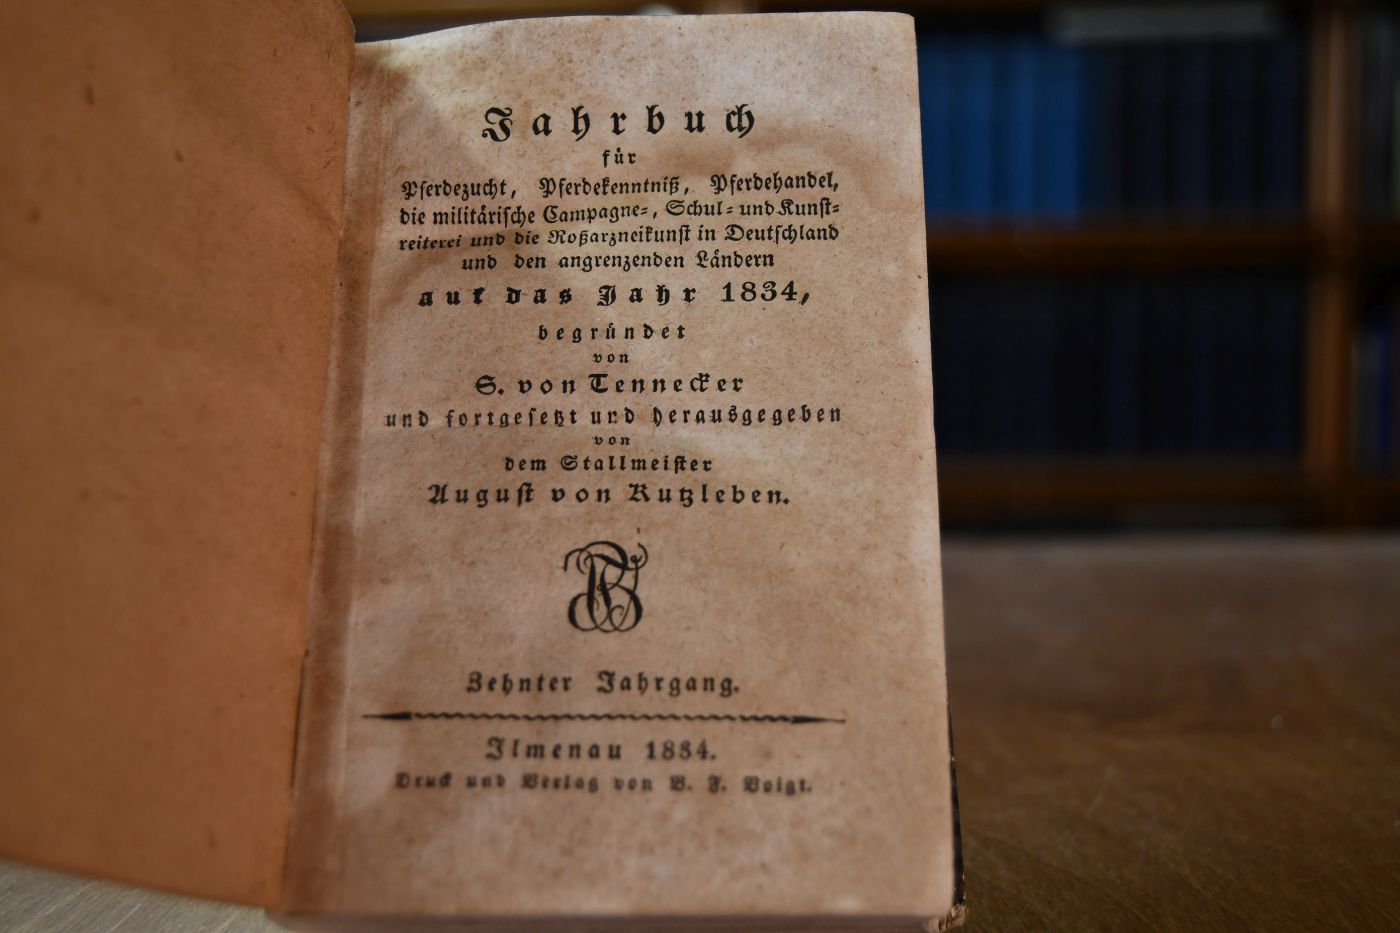 Jahrbuch
für
Pferdezucht, Pferdekenntniß, Pferdehandel,
die militärische Campagne-, Schul- und Kunst-
reiterei und die Roßarzneikunst in Deutschland
und den angrenzenden Ländern
auf das Jahr 1834,
begründet
von
S. von Tennecker
und fortgesetzt und herausgegeben
von
dem Stallmeister
August von Kutzleben.
Zehnter Jahrgang.
Ilmenau 1834.
Druck und Verlag von B. F. Voigt.